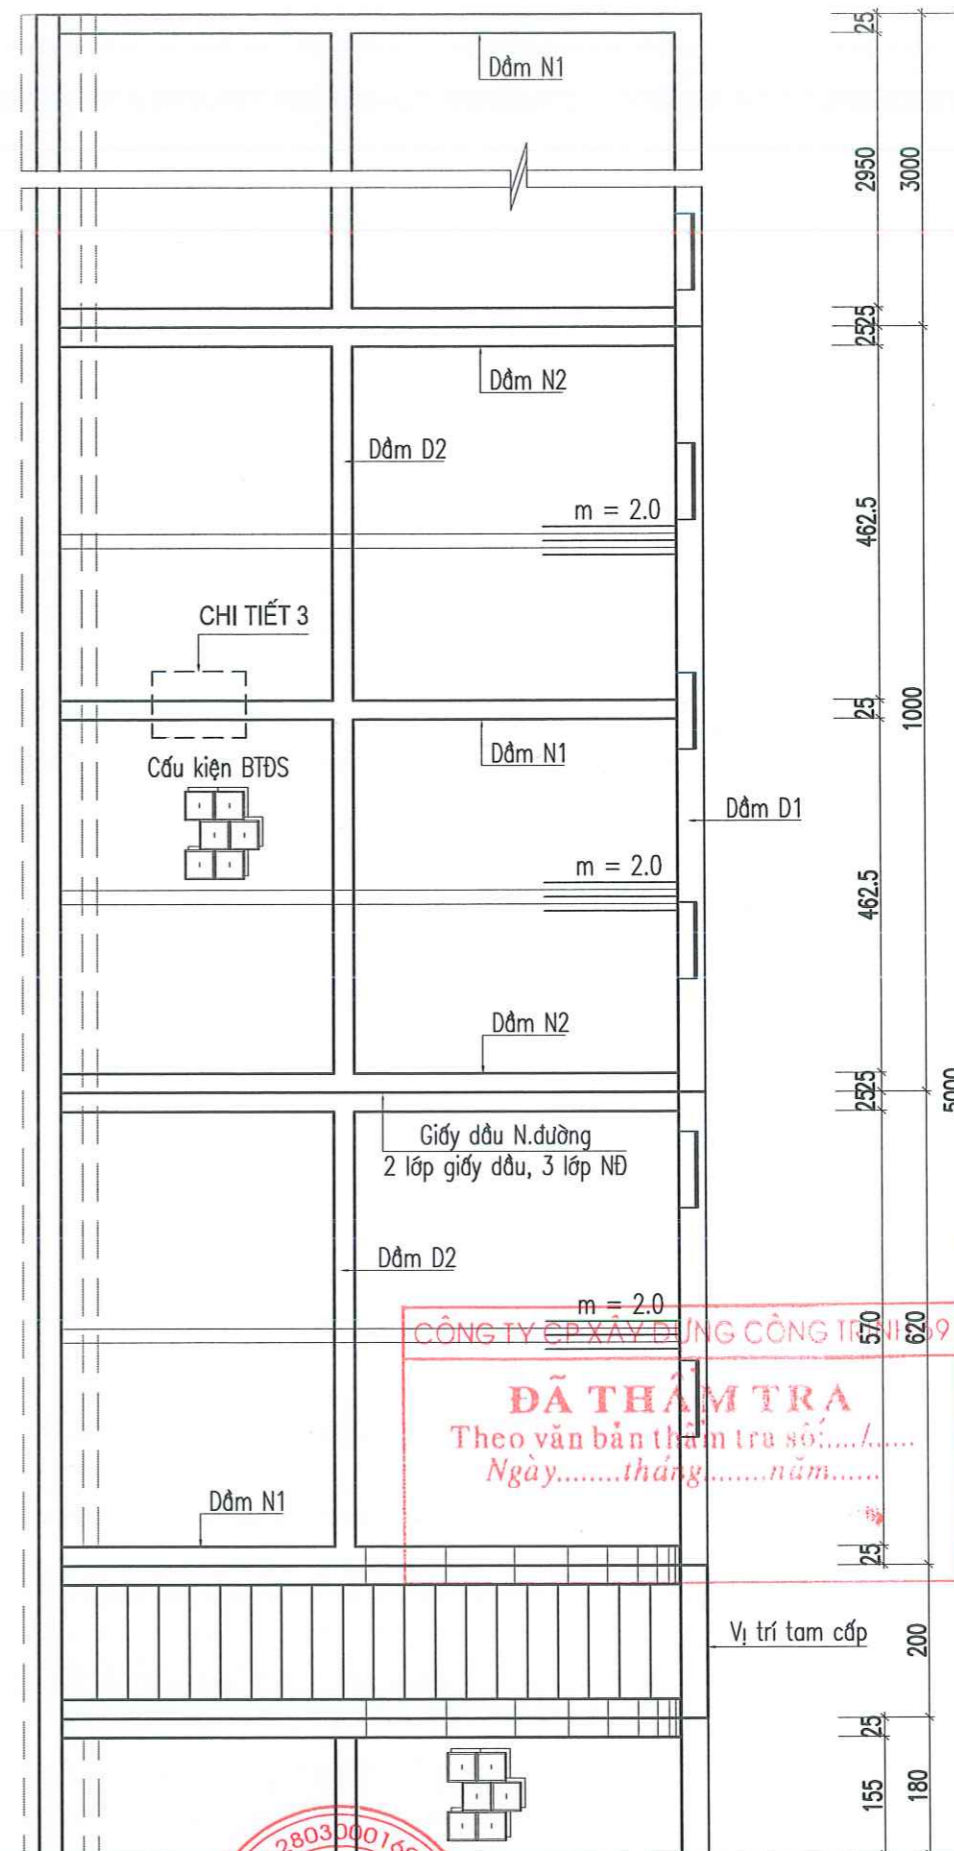 25
Dầm N1
2950
3000
2525
Dầm N2
Dầm D2
m = 2.0
462.5
CHI TIẾT 3
25
1000
Dầm N1
Cấu kiện BTĐS
Dầm D1
m = 2.0
462.5
Dầm N2
2525
5000
Giấy dầu N.đường
2 lớp giấy dầu, 3 lớp NĐ
Dầm D2
m = 2.0
570
620
CÔNG TY CP XÂY DỰNG CÔNG TRÌNH 69
ĐÃ THẨM TRA
Theo văn bản thẩm tra số:..../......
Ngày........tháng........năm......
Dầm N1
25
Vị trí tam cấp
200
25
155
180